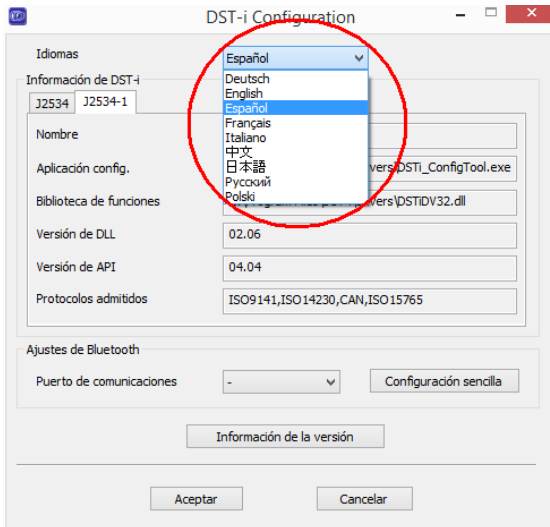 DST-i Configuration
Idiomas
Español
Información de DST-i
Deutsch
English
Español
Français
Italiano
中文
日本語
Русский
Polski
J2534 J2534-1
Nombre
Aplicación config.
vers\DSTi_ConfigTool.exe
Biblioteca de funciones
vers\DSTiDV32.dll
Versión de DLL
02.06
Versión de API
04.04
Protocolos admitidos
ISO9141,ISO14230,CAN,ISO15765
Ajustes de Bluetooth
Puerto de comunicaciones
-
Configuración sencilla
Información de la versión
Aceptar
Cancelar